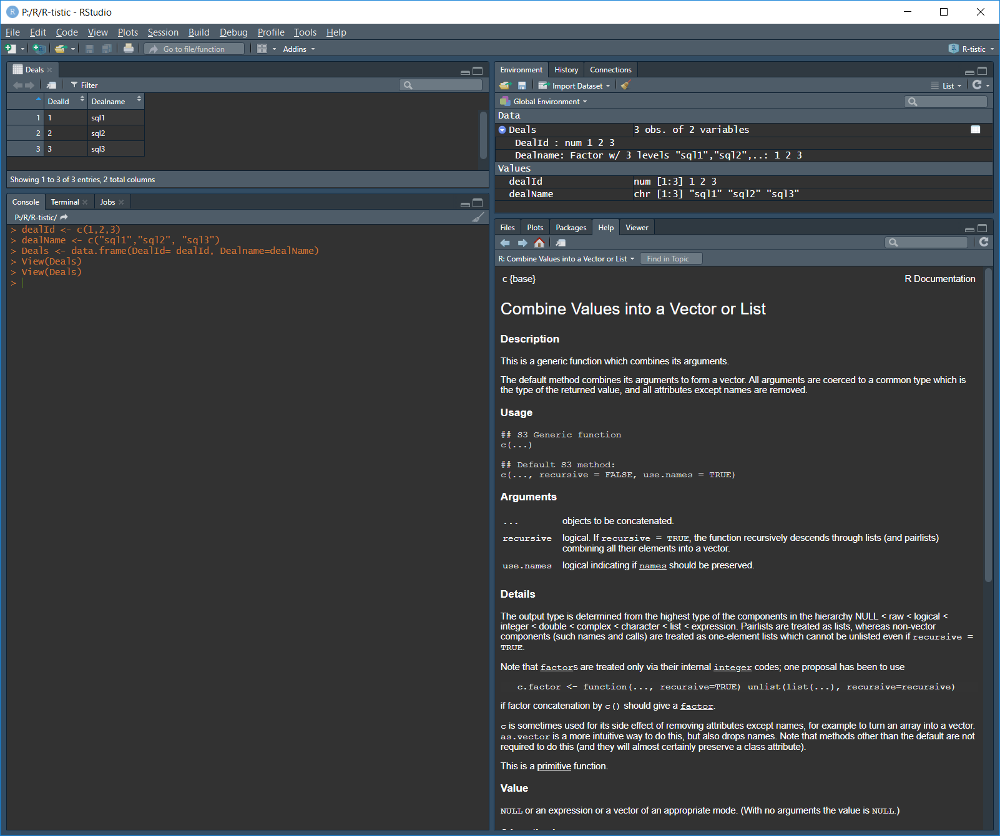 P:/R/R-tistic - RStudio
File Edit Code View Plots Session Build Debug Profile Tools Help
Go to file/function Addins R-tistic
Deals
Filter
DealId Dealname
1 1 sql1
2 2 sql2
3 3 sql3
Showing 1 to 3 of 3 entries, 2 total columns
Console Terminal Jobs
P:/R/R-tistic/
> dealId <- c(1,2,3)
> dealName <- c("sql1","sql2", "sql3")
> Deals <- data.frame(DealId= dealId, Dealname=dealName)
> View(Deals)
> View(Deals)
>
Environment History Connections
Import Dataset List
Global Environment
Data
Deals 3 obs. of 2 variables
DealId : num 1 2 3
Dealname: Factor w/ 3 levels "sql1","sql2",..: 1 2 3
Values
dealId num [1:3] 1 2 3
dealName chr [1:3] "sql1" "sql2" "sql3"
Files Plots Packages Help Viewer
R: Combine Values into a Vector or List Find in Topic
c {base} R Documentation
Combine Values into a Vector or List
Description
This is a generic function which combines its arguments.
The default method combines its arguments to form a vector. All arguments are coerced to a common type which is
the type of the returned value, and all attributes except names are removed.
Usage
## S3 Generic function
c(...)
## Default S3 method:
c(..., recursive = FALSE, use.names = TRUE)
Arguments
... objects to be concatenated.
recursive logical. If recursive = TRUE, the function recursively descends through lists (and pairlists)
combining all their elements into a vector.
use.names logical indicating if names should be preserved.
Details
The output type is determined from the highest type of the components in the hierarchy NULL < raw < logical <
integer < double < complex < character < list < expression. Pairlists are treated as lists, whereas non-vector
components (such names and calls) are treated as one-element lists which cannot be unlisted even if recursive =
TRUE.
Note that factors are treated only via their internal integer codes; one proposal has been to use
c.factor <- function(..., recursive=TRUE) unlist(list(...), recursive=recursive)
if factor concatenation by c() should give a factor.
c is sometimes used for its side effect of removing attributes except names, for example to turn an array into a vector.
as.vector is a more intuitive way to do this, but also drops names. Note that methods other than the default are not
required to do this (and they will almost certainly preserve a class attribute).
This is a primitive function.
Value
NULL or an expression or a vector of an appropriate mode. (With no arguments the value is NULL.)